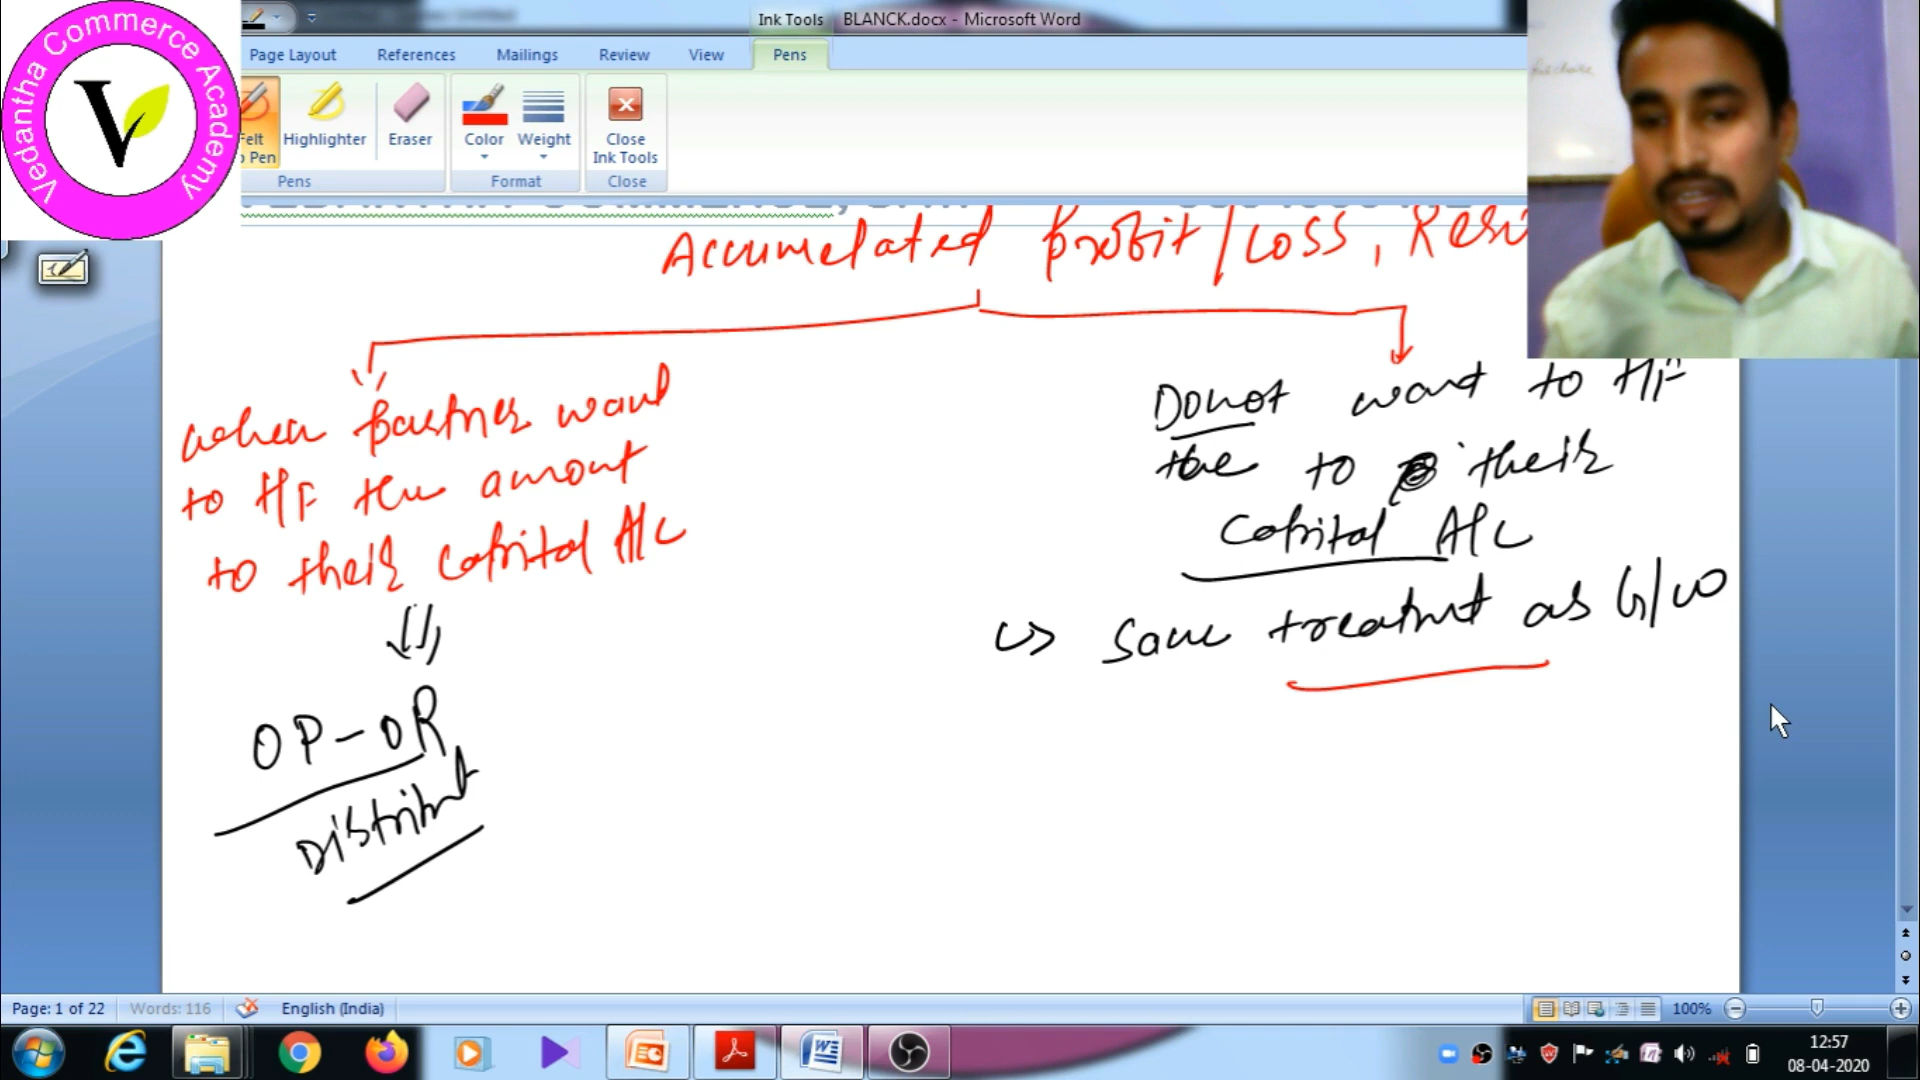 Vedantha Commerce Academy
V
Ink Tools
BLANCK.docx - Microsoft Word
Page Layout References Mailings Review View Pens
Felt
Pen
Highlighter
Eraser
Color
Weight
Close
Ink Tools
Pens
Format
Close
Accumelated profit/Loss,
when partner want
to t/f the amount
to their capital A/c
OP-OR
Distribut
Donot want to t/F
the to their
Capital A/c
Same treatmt as G/w
Page: 1 of 22
Words: 116
English (India)
100%
12:57
08-04-2020